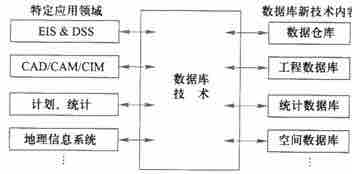 特定应用领域
数据库新技术内容
EIS & DSS
数据仓库
CAD/CAM/CIM
工程数据库
数据库
技 术
计划、统计
统计数据库
地理信息系统
空间数据库
⋮
⋮